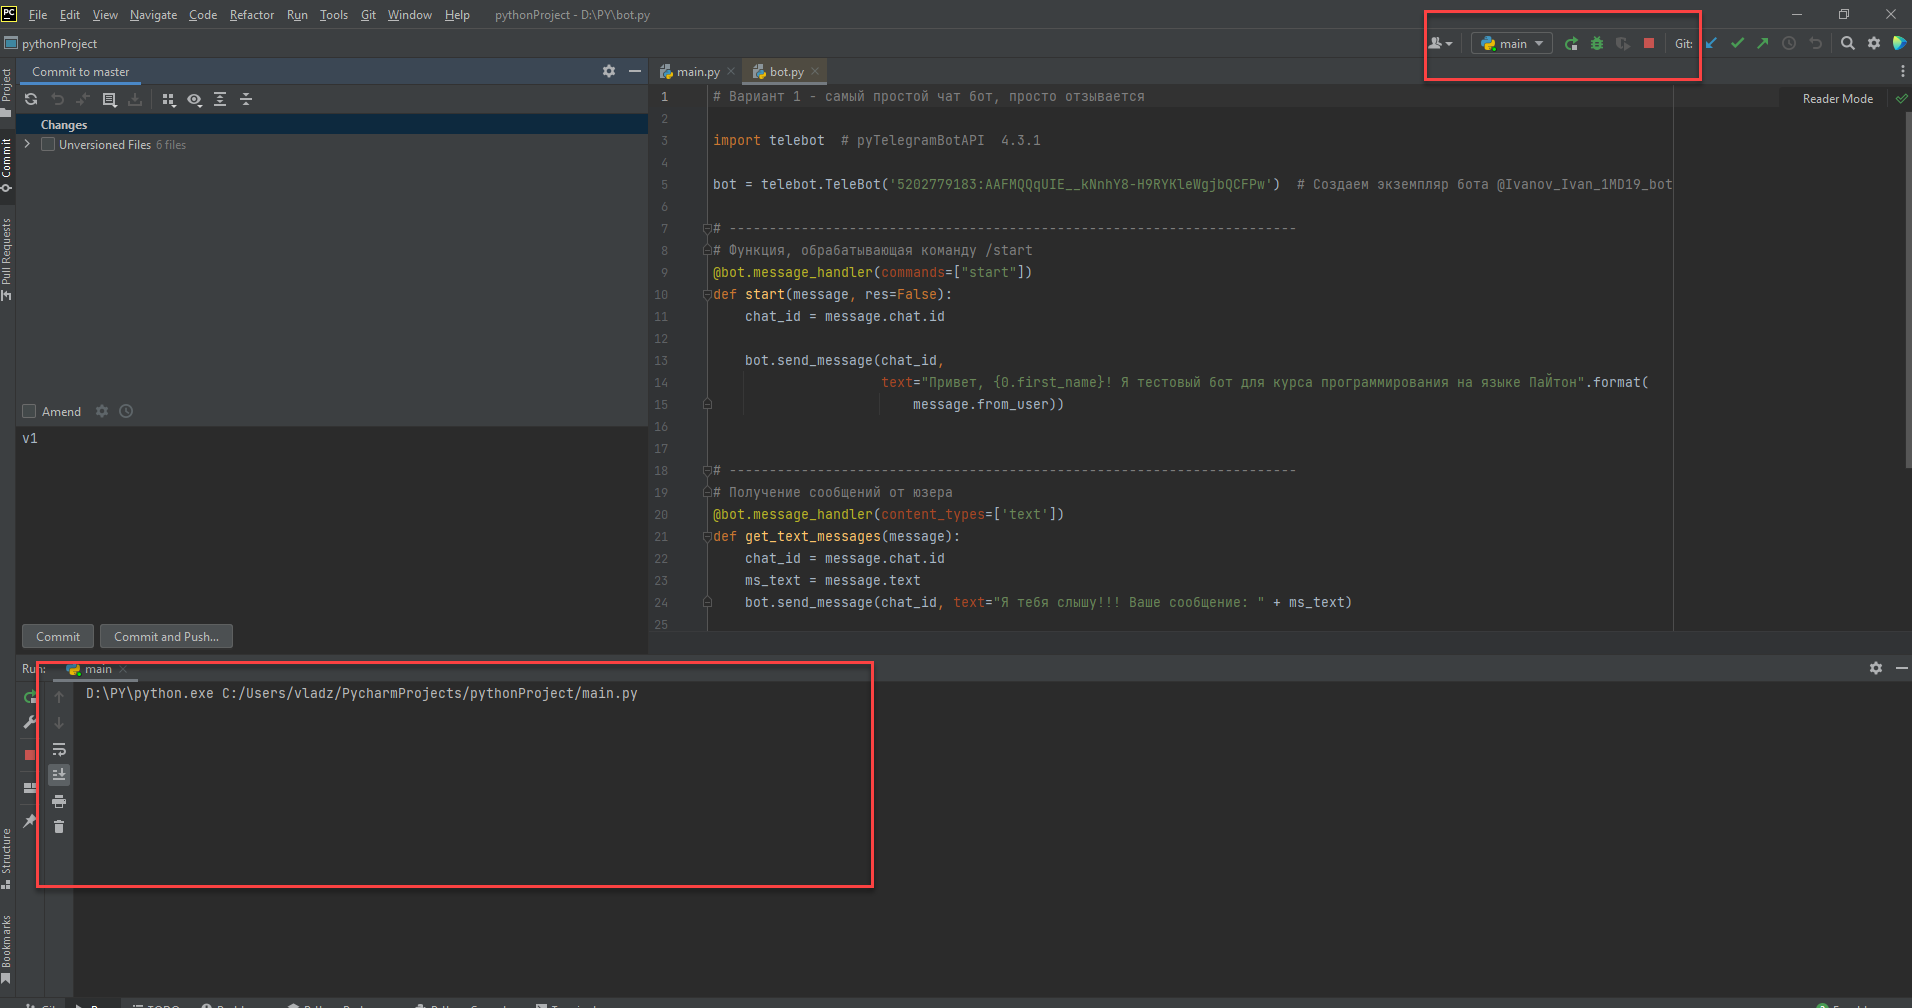 PC File Edit View Navigate Code Refactor Run Tools Git Window Help pythonProject - D:\PY\bot.py
pythonProject
main
Git:
Commit to master
main.py
bot.py
Reader Mode
Project
Commit
Pull Requests
Structure
Bookmarks
Changes
Unversioned Files 6 files
Amend
v1
Commit
Commit and Push...
1 # Вариант 1 - самый простой чат бот, просто отзывается
2
3 import telebot # pyTelegramBotAPI 4.3.1
4
5 bot = telebot.TeleBot('5202779183:AAFMQQqUIE__kNnhY8-H9RYKleWgjbQCFPw') # Создаем экземпляр бота @Ivanov_Ivan_1MD19_bot
6
7 # -----------------------------------------------------------------------
8 # Функция, обрабатывающая команду /start
9 @bot.message_handler(commands=["start"])
10 def start(message, res=False):
11 chat_id = message.chat.id
12
13 bot.send_message(chat_id,
14 text="Привет, {0.first_name}! Я тестовый бот для курса программирования на языке ПаЙтон".format(
15 message.from_user))
16
17
18 # -----------------------------------------------------------------------
19 # Получение сообщений от юзера
20 @bot.message_handler(content_types=['text'])
21 def get_text_messages(message):
22 chat_id = message.chat.id
23 ms_text = message.text
24 bot.send_message(chat_id, text="Я тебя слышу!!! Ваше сообщение: " + ms_text)
25
Run: main
D:\PY\python.exe C:/Users/vladz/PycharmProjects/pythonProject/main.py